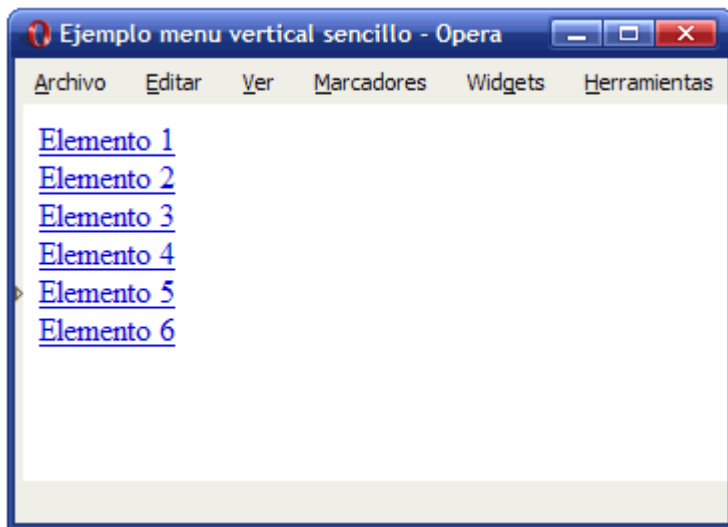 Ejemplo menu vertical sencillo - Opera
Archivo Editar Ver Marcadores Widgets Herramientas
Elemento 1
Elemento 2
Elemento 3
Elemento 4
Elemento 5
Elemento 6